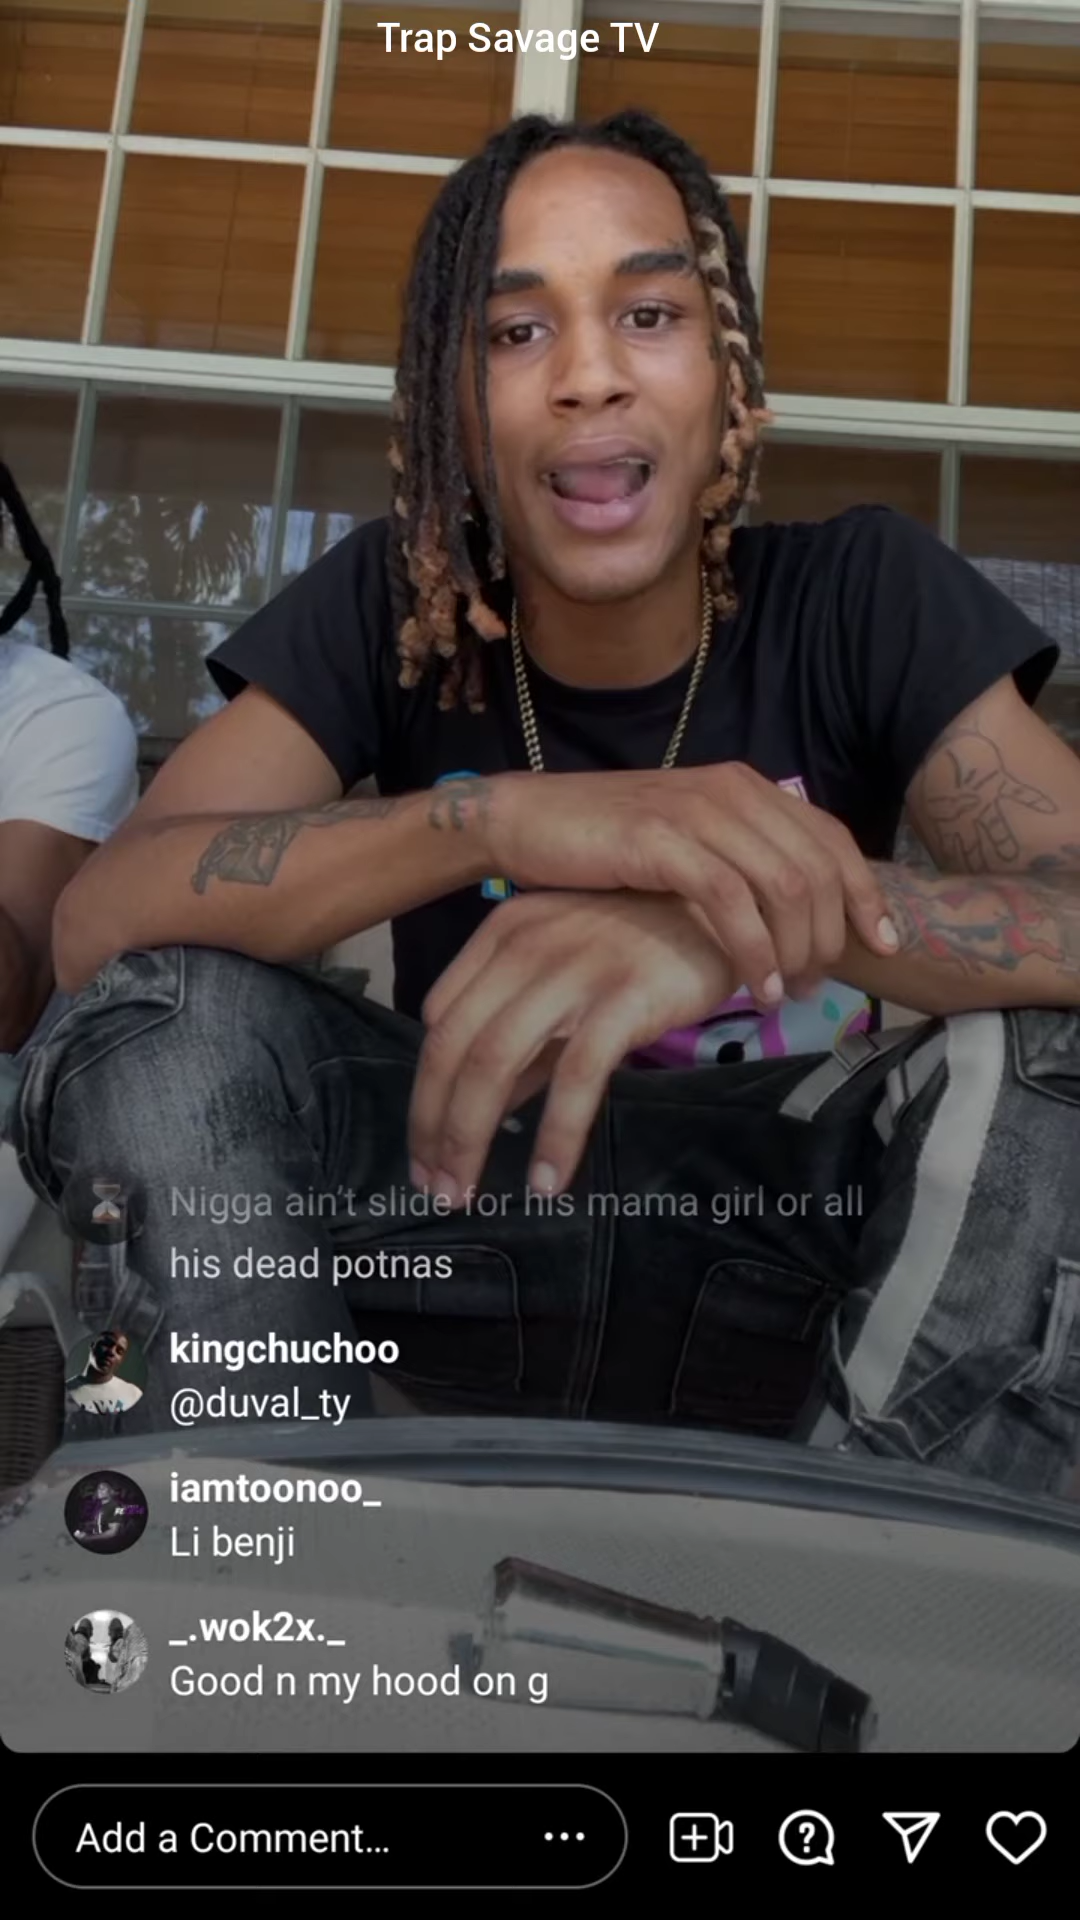 Trap Savage TV
Nigga ain't slide for his mama girl or all
his dead potnas
kingchuchoo
@duval_ty
iamtoonoo_
Li benji
_.wok2x._
Good n my hood on g
Add a Comment...